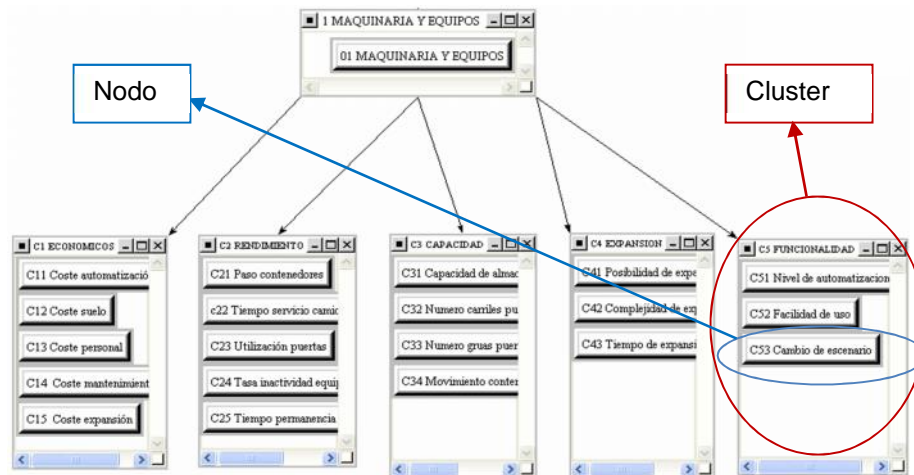 1 MAQUINARIA Y EQUIPOS
01 MAQUINARIA Y EQUIPOS
Nodo
Cluster
C1 ECONOMICOS
C11 Coste automatizació
C12 Coste suelo
C13 Coste personal
C14 Coste mantenimient
C15 Coste expansión
C2 RENDIMIENTO
C21 Paso contenedores
c22 Tiempo servicio camic
C23 Utilización puertas
C24 Tasa inactividad equip
C25 Tiempo permanencia
C3 CAPACIDAD
C31 Capacidad de almac
C32 Numero carriles pu
C33 Numero gruas puer
C34 Movimiento conter
C4 EXPANSION
C41 Posibilidad de expa
C42 Complejidad de exp
C43 Tiempo de expansi
C5 FUNCIONALIDAD
C51 Nivel de automatizacion
C52 Facilidad de uso
C53 Cambio de escenario